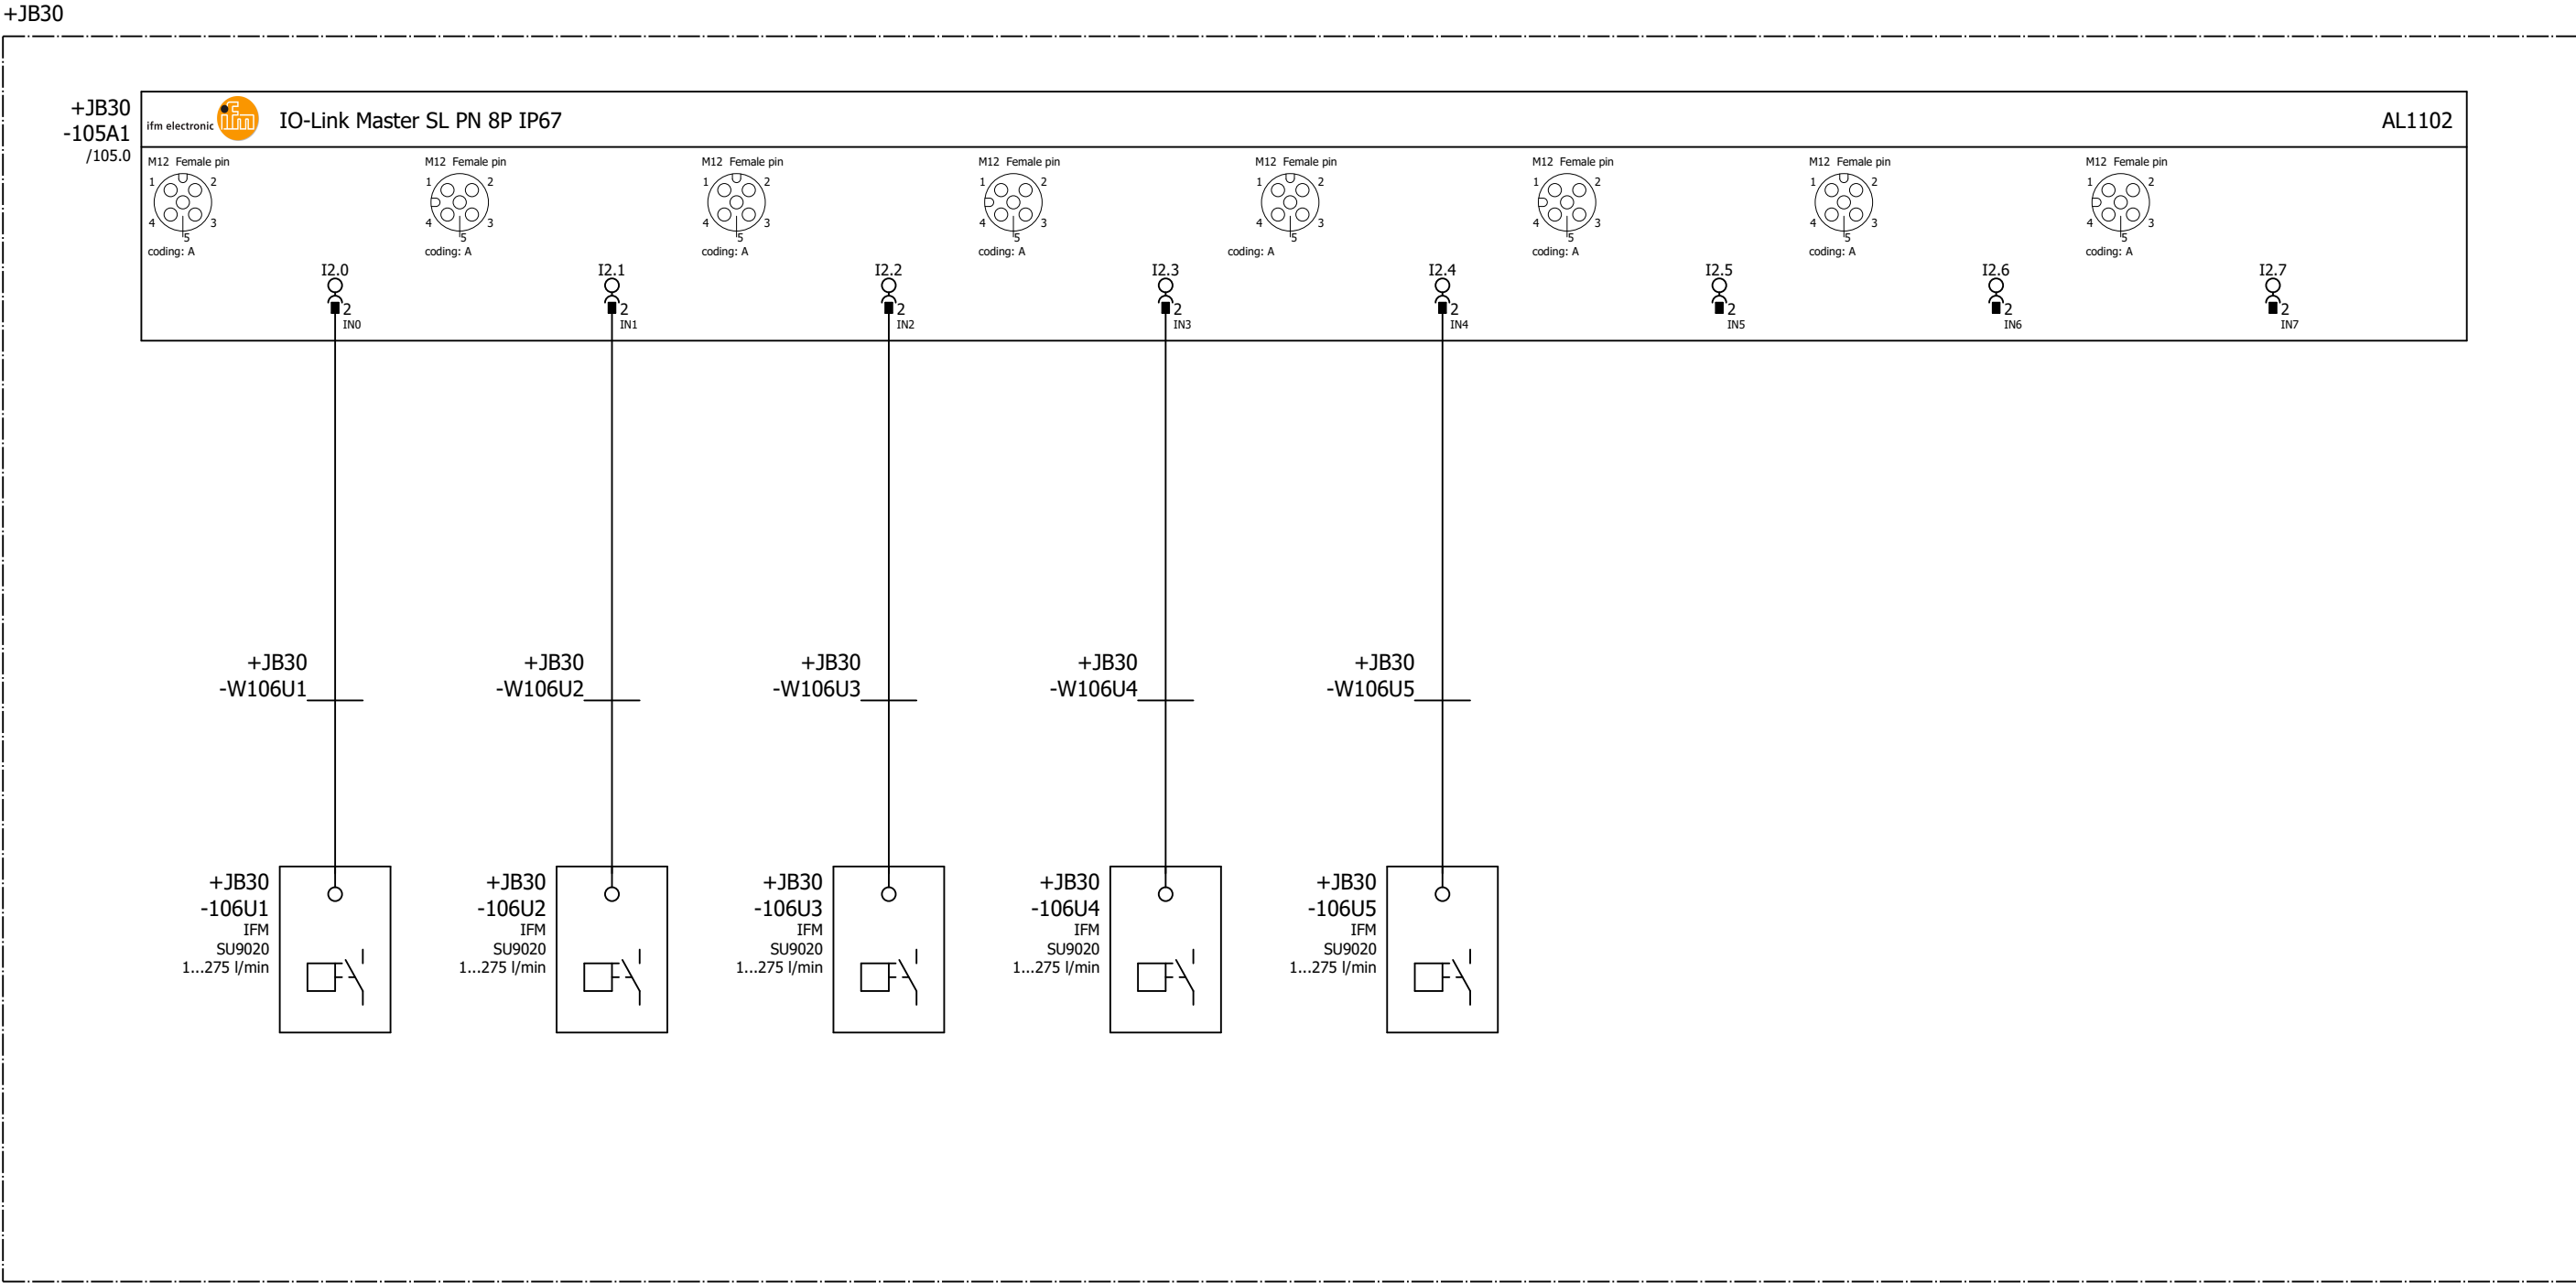 +JB30
+JB30
-105A1
/105.0
ifm electronic
ifm
IO-Link Master SL PN 8P IP67
AL1102
M12 Female pin
1 2
4 3
5
coding: A
M12 Female pin
1 2
4 3
5
coding: A
M12 Female pin
1 2
4 3
5
coding: A
M12 Female pin
1 2
4 3
5
coding: A
M12 Female pin
1 2
4 3
5
coding: A
M12 Female pin
1 2
4 3
5
coding: A
M12 Female pin
1 2
4 3
5
coding: A
M12 Female pin
1 2
4 3
5
coding: A
I2.0
2
IN0
I2.1
2
IN1
I2.2
2
IN2
I2.3
2
IN3
I2.4
2
IN4
I2.5
2
IN5
I2.6
2
IN6
I2.7
2
IN7
+JB30
-W106U1
+JB30
-W106U2
+JB30
-W106U3
+JB30
-W106U4
+JB30
-W106U5
+JB30
-106U1
IFM
SU9020
1...275 l/min
+JB30
-106U2
IFM
SU9020
1...275 l/min
+JB30
-106U3
IFM
SU9020
1...275 l/min
+JB30
-106U4
IFM
SU9020
1...275 l/min
+JB30
-106U5
IFM
SU9020
1...275 l/min